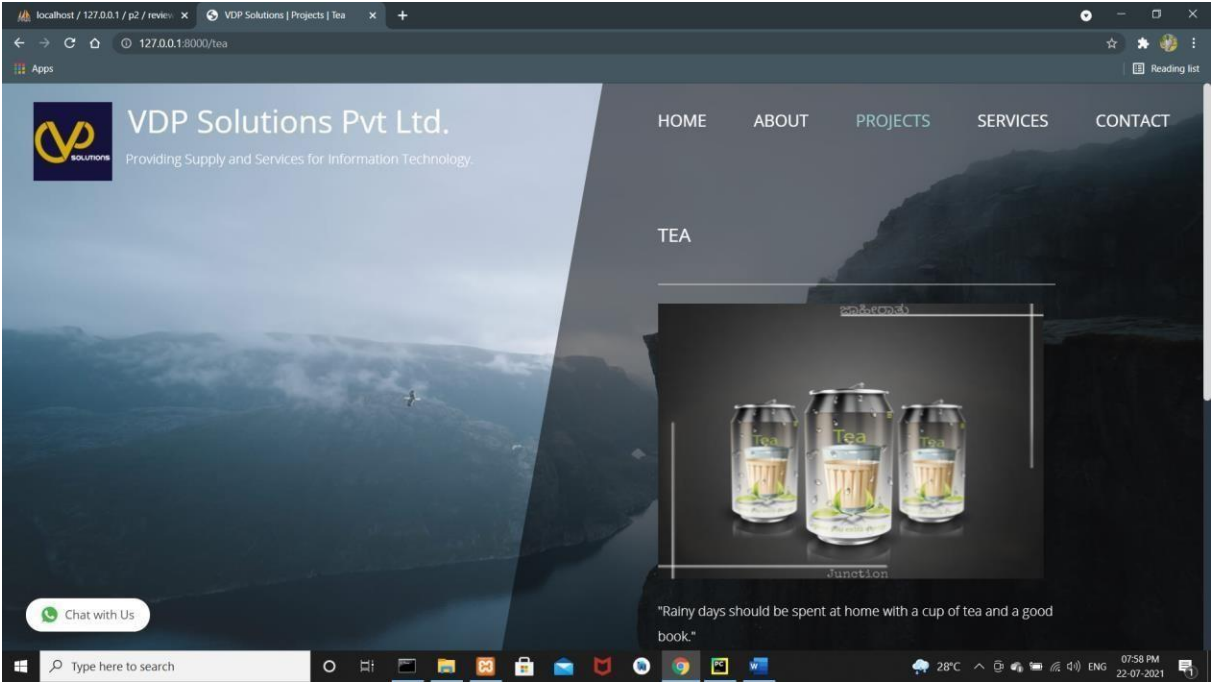 localhost / 127.0.0.1 / p2 / review
VDP Solutions | Projects | Tea
127.0.0.1:8000/tea
Apps
Reading list
VDP Solutions Pvt Ltd.
SOLUTIONS
Providing Supply and Services for Information Technology.
HOME ABOUT PROJECTS SERVICES CONTACT
TEA
ಜಾಹೀರಾತು
Tea Tea Tea
Junction
"Rainy days should be spent at home with a cup of tea and a good
book."
Chat with Us
Type here to search
28°C
ENG
07:58 PM
22-07-2021